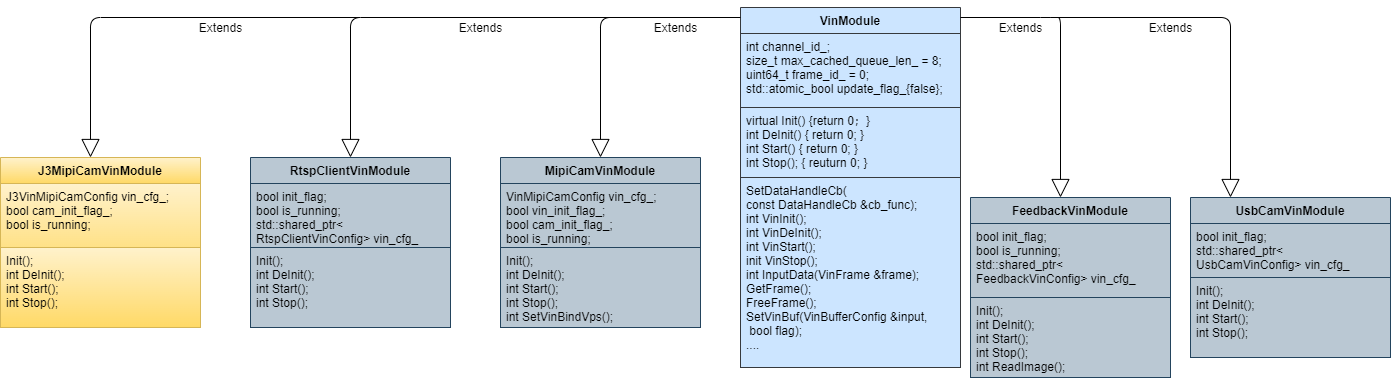 Extends
Extends
Extends
Extends
Extends
VinModule
int channel_id_;
size_t max_cached_queue_len_ = 8;
uint64_t frame_id_ = 0;
std::atomic_bool update_flag_{false};
virtual Init() {return 0；}
int DeInit() { return 0; }
int Start() { return 0; }
int Stop(); { reuturn 0; }
SetDataHandleCb(
const DataHandleCb &cb_func);
int VinInit();
int VinDeInit();
int VinStart();
init VinStop();
int InputData(VinFrame &frame);
GetFrame();
FreeFrame();
SetVinBuf(VinBufferConfig &input,
bool flag);
....
J3MipiCamVinModule
J3VinMipiCamConfig vin_cfg_;
bool cam_init_flag_;
bool is_running;
Init();
int DeInit();
int Start();
int Stop();
RtspClientVinModule
bool init_flag;
bool is_running;
std::shared_ptr<
RtspClientVinConfig> vin_cfg_
Init();
int DeInit();
int Start();
int Stop();
MipiCamVinModule
VinMipiCamConfig vin_cfg_;
bool vin_init_flag_;
bool cam_init_flag_;
bool is_running;
Init();
int DeInit();
int Start();
int Stop();
int SetVinBindVps();
FeedbackVinModule
bool init_flag;
bool is_running;
std::shared_ptr<
FeedbackVinConfig> vin_cfg_
Init();
int DeInit();
int Start();
int Stop();
int ReadImage();
UsbCamVinModule
bool init_flag;
std::shared_ptr<
UsbCamVinConfig> vin_cfg_
Init();
int DeInit();
int Start();
int Stop();